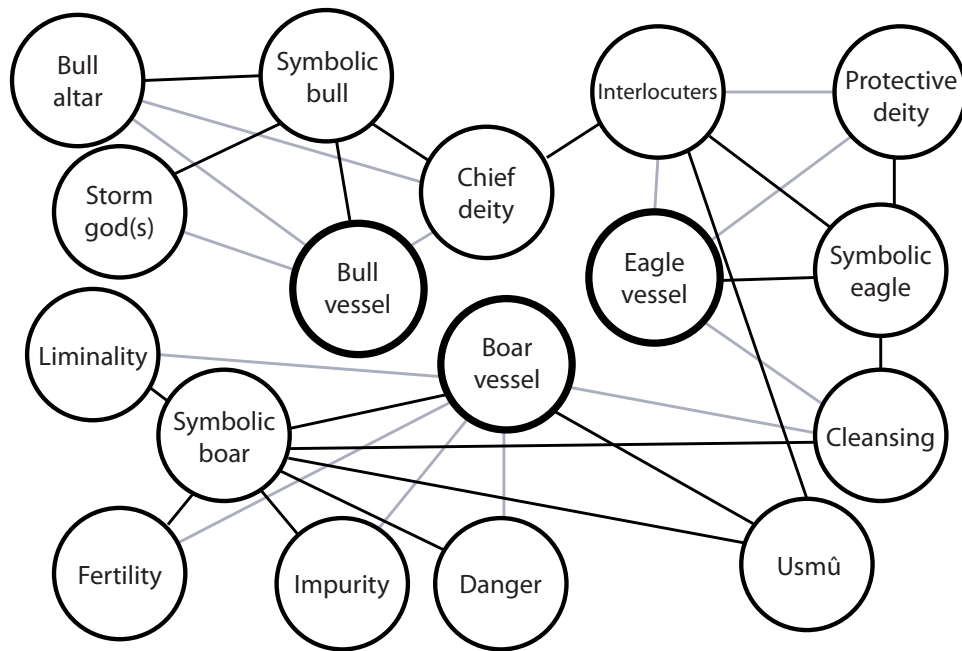 Bull
altar
Symbolic
bull
Interlocuters
Protective
deity
Storm
god(s)
Chief
deity
Bull
vessel
Eagle
vessel
Symbolic
eagle
Liminality
Boar
vessel
Symbolic
boar
Cleansing
Fertility
Impurity
Danger
Usmû